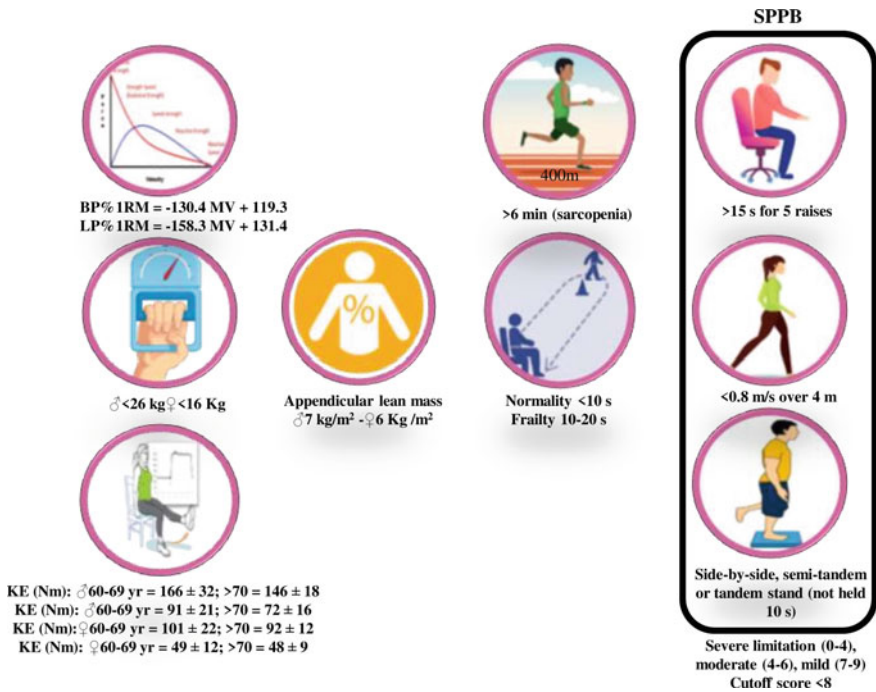 SPPB
BP% 1RM = -130.4 MV + 119.3
LP% 1RM = -158.3 MV + 131.4
♂<26 kg♀<16 Kg
KE (Nm): ♂60-69 yr = 166 ± 32; >70 = 146 ± 18
KE (Nm): ♂60-69 yr = 91 ± 21; >70 = 72 ± 16
KE (Nm):♀60-69 yr = 101 ± 22; >70 = 92 ± 12
KE (Nm): ♀60-69 yr = 49 ± 12; >70 = 48 ± 9
%
Appendicular lean mass
♂7 kg/m² -♀6 Kg /m²
400m
>6 min (sarcopenia)
Normality <10 s
Frailty 10-20 s
>15 s for 5 raises
<0.8 m/s over 4 m
Side-by-side, semi-tandem
or tandem stand (not held
10 s)
Severe limitation (0-4),
moderate (4-6), mild (7-9)
Cutoff score <8